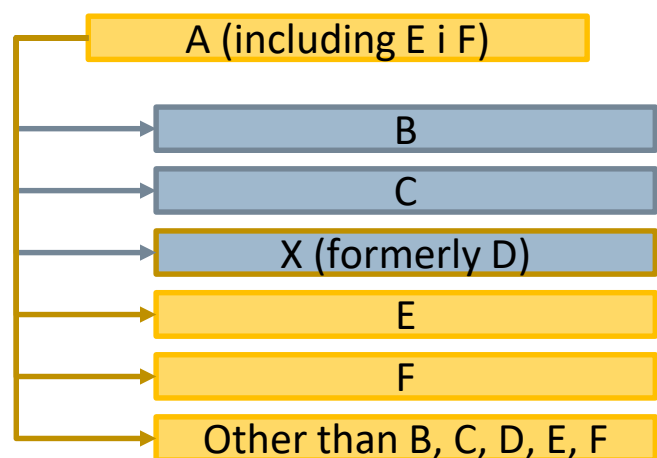 A (including E i F)
B
C
X (formerly D)
E
F
Other than B, C, D, E, F